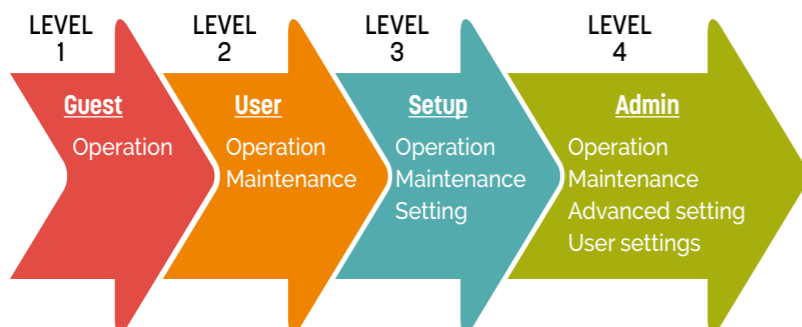 LEVEL
1
LEVEL
2
LEVEL
3
LEVEL
4
Guest
Operation
User
Operation
Maintenance
Setup
Operation
Maintenance
Setting
Admin
Operation
Maintenance
Advanced setting
User settings